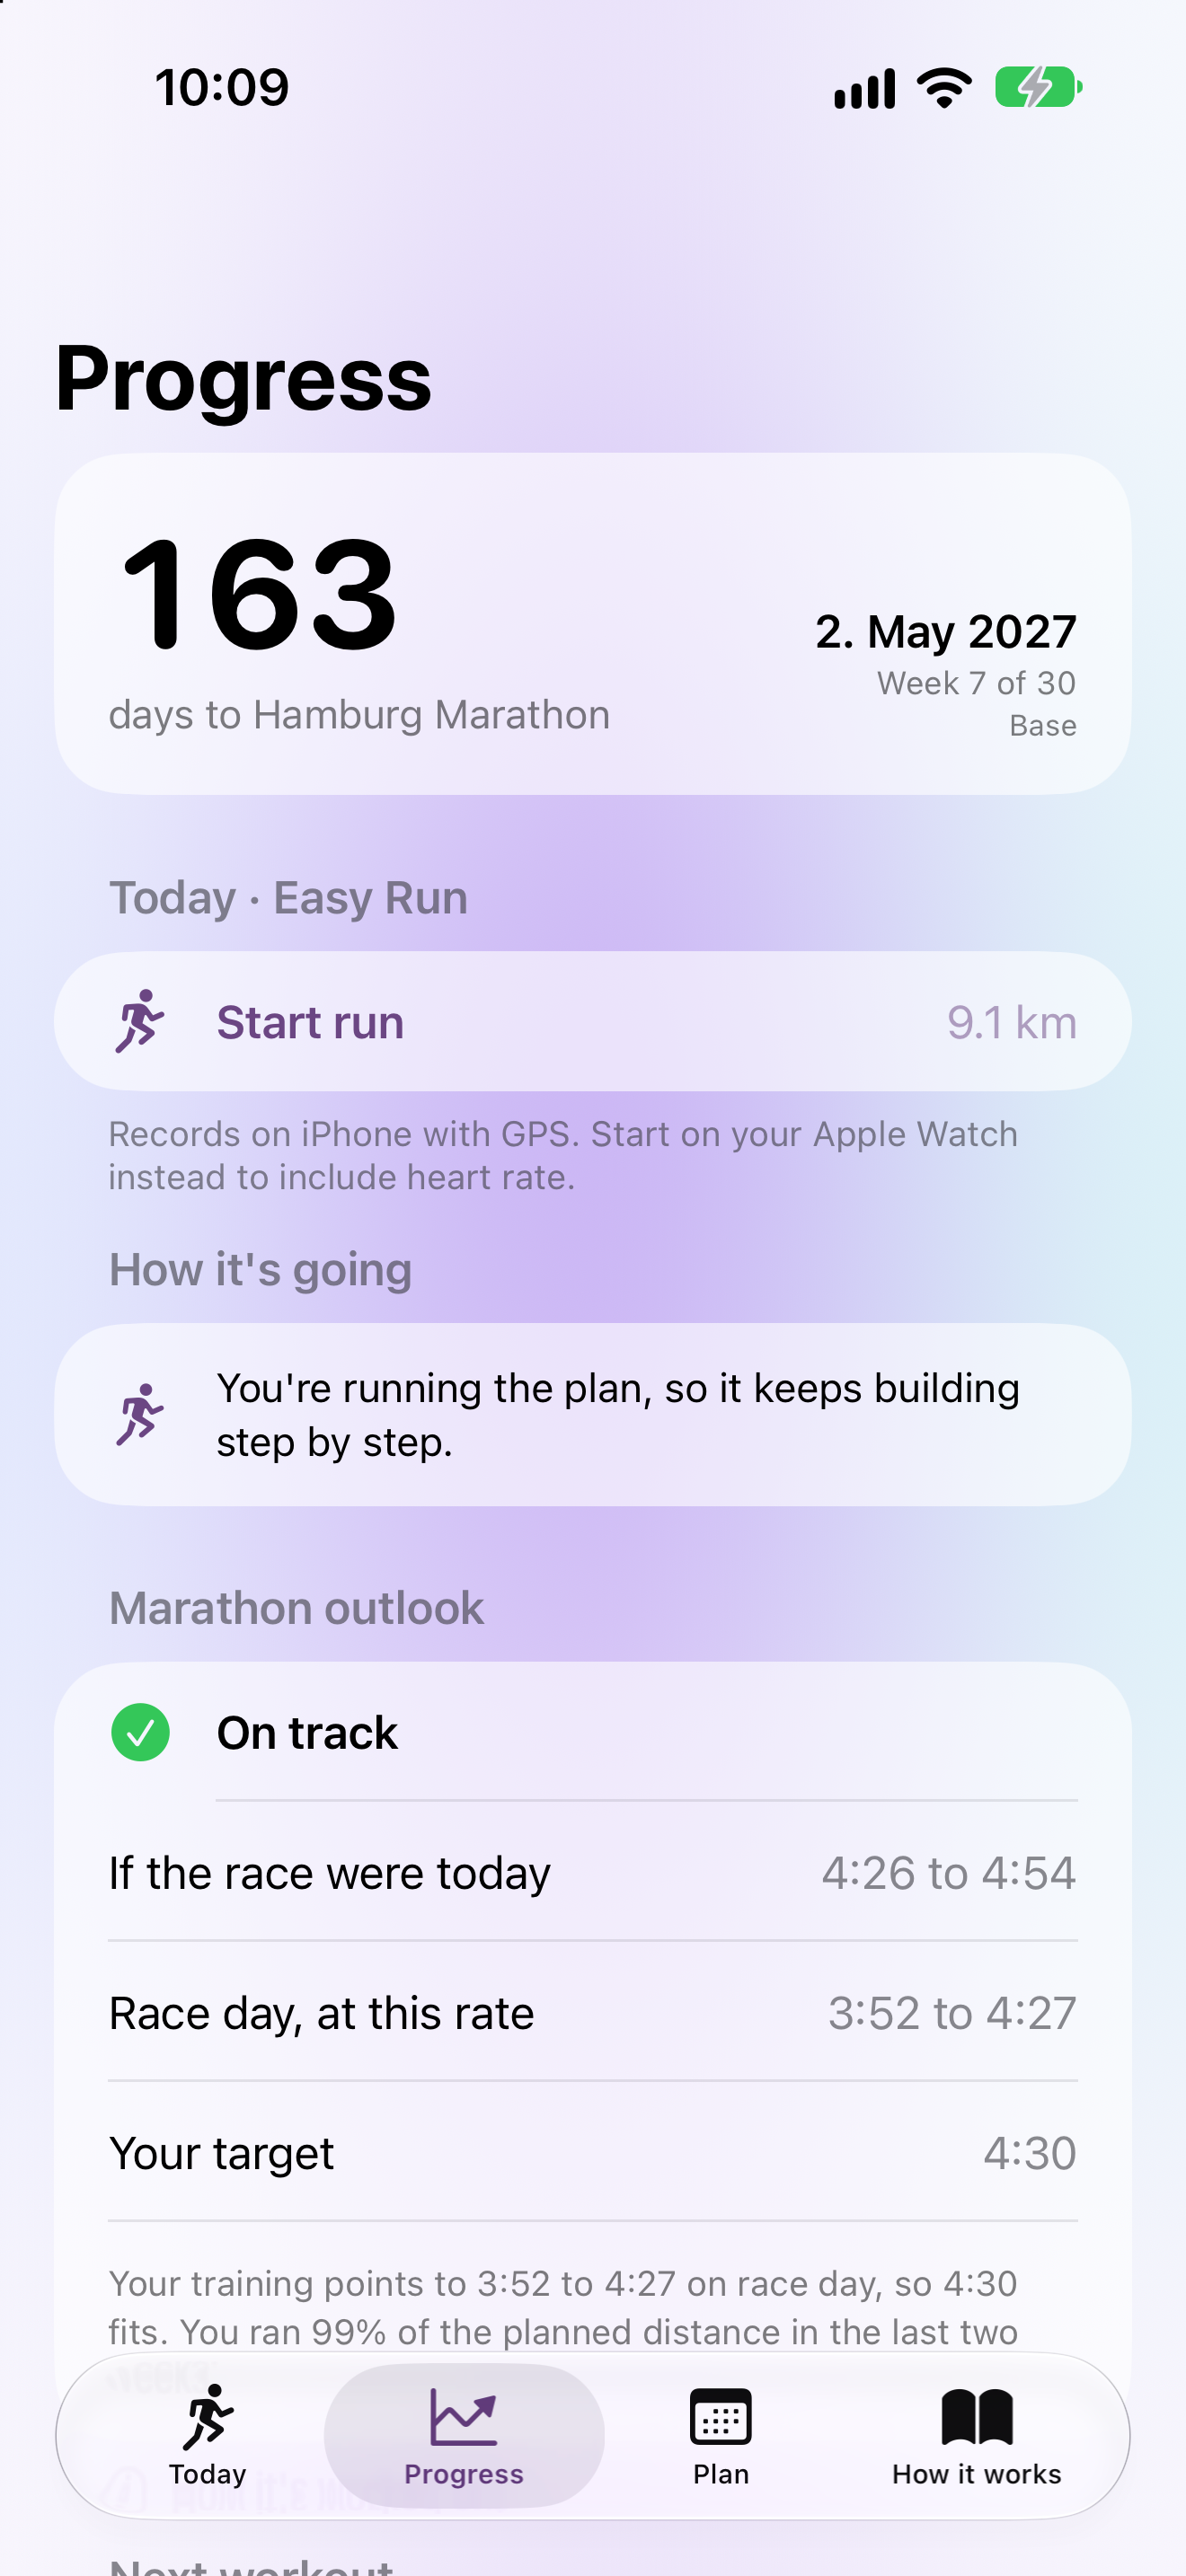 10:09
Progress
163
days to Hamburg Marathon
2. May 2027
Week 7 of 30
Base
Today · Easy Run
Start run
9.1 km
Records on iPhone with GPS. Start on your Apple Watch
instead to include heart rate.
How it's going
You're running the plan, so it keeps building
step by step.
Marathon outlook
On track
If the race were today
4:26 to 4:54
Race day, at this rate
3:52 to 4:27
Your target
4:30
Your training points to 3:52 to 4:27 on race day, so 4:30
fits. You ran 99% of the planned distance in the last two
Today
Progress
Plan
How it works
Next workout